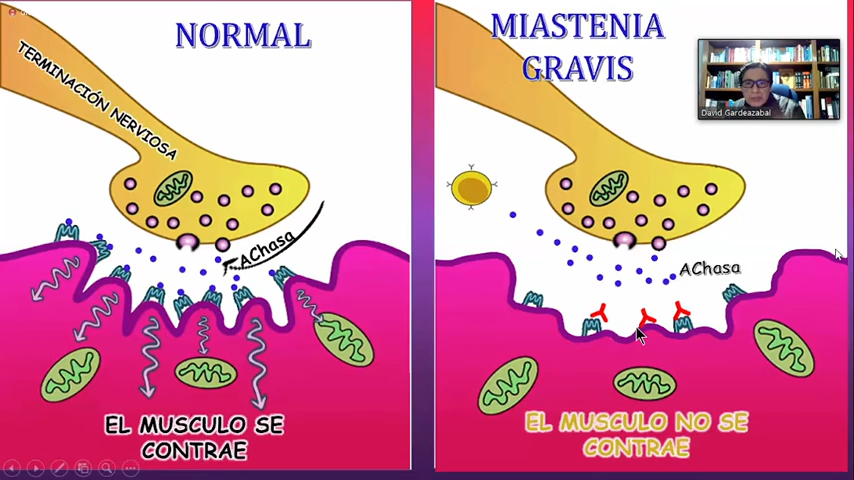 NORMAL
TERMINACIÓN NERVIOSA
AChasa
EL MUSCULO SE
CONTRAE
MIASTENIA
GRAVIS
David Gardeazabal
AChasa
EL MUSCULO NO SE
CONTRAE